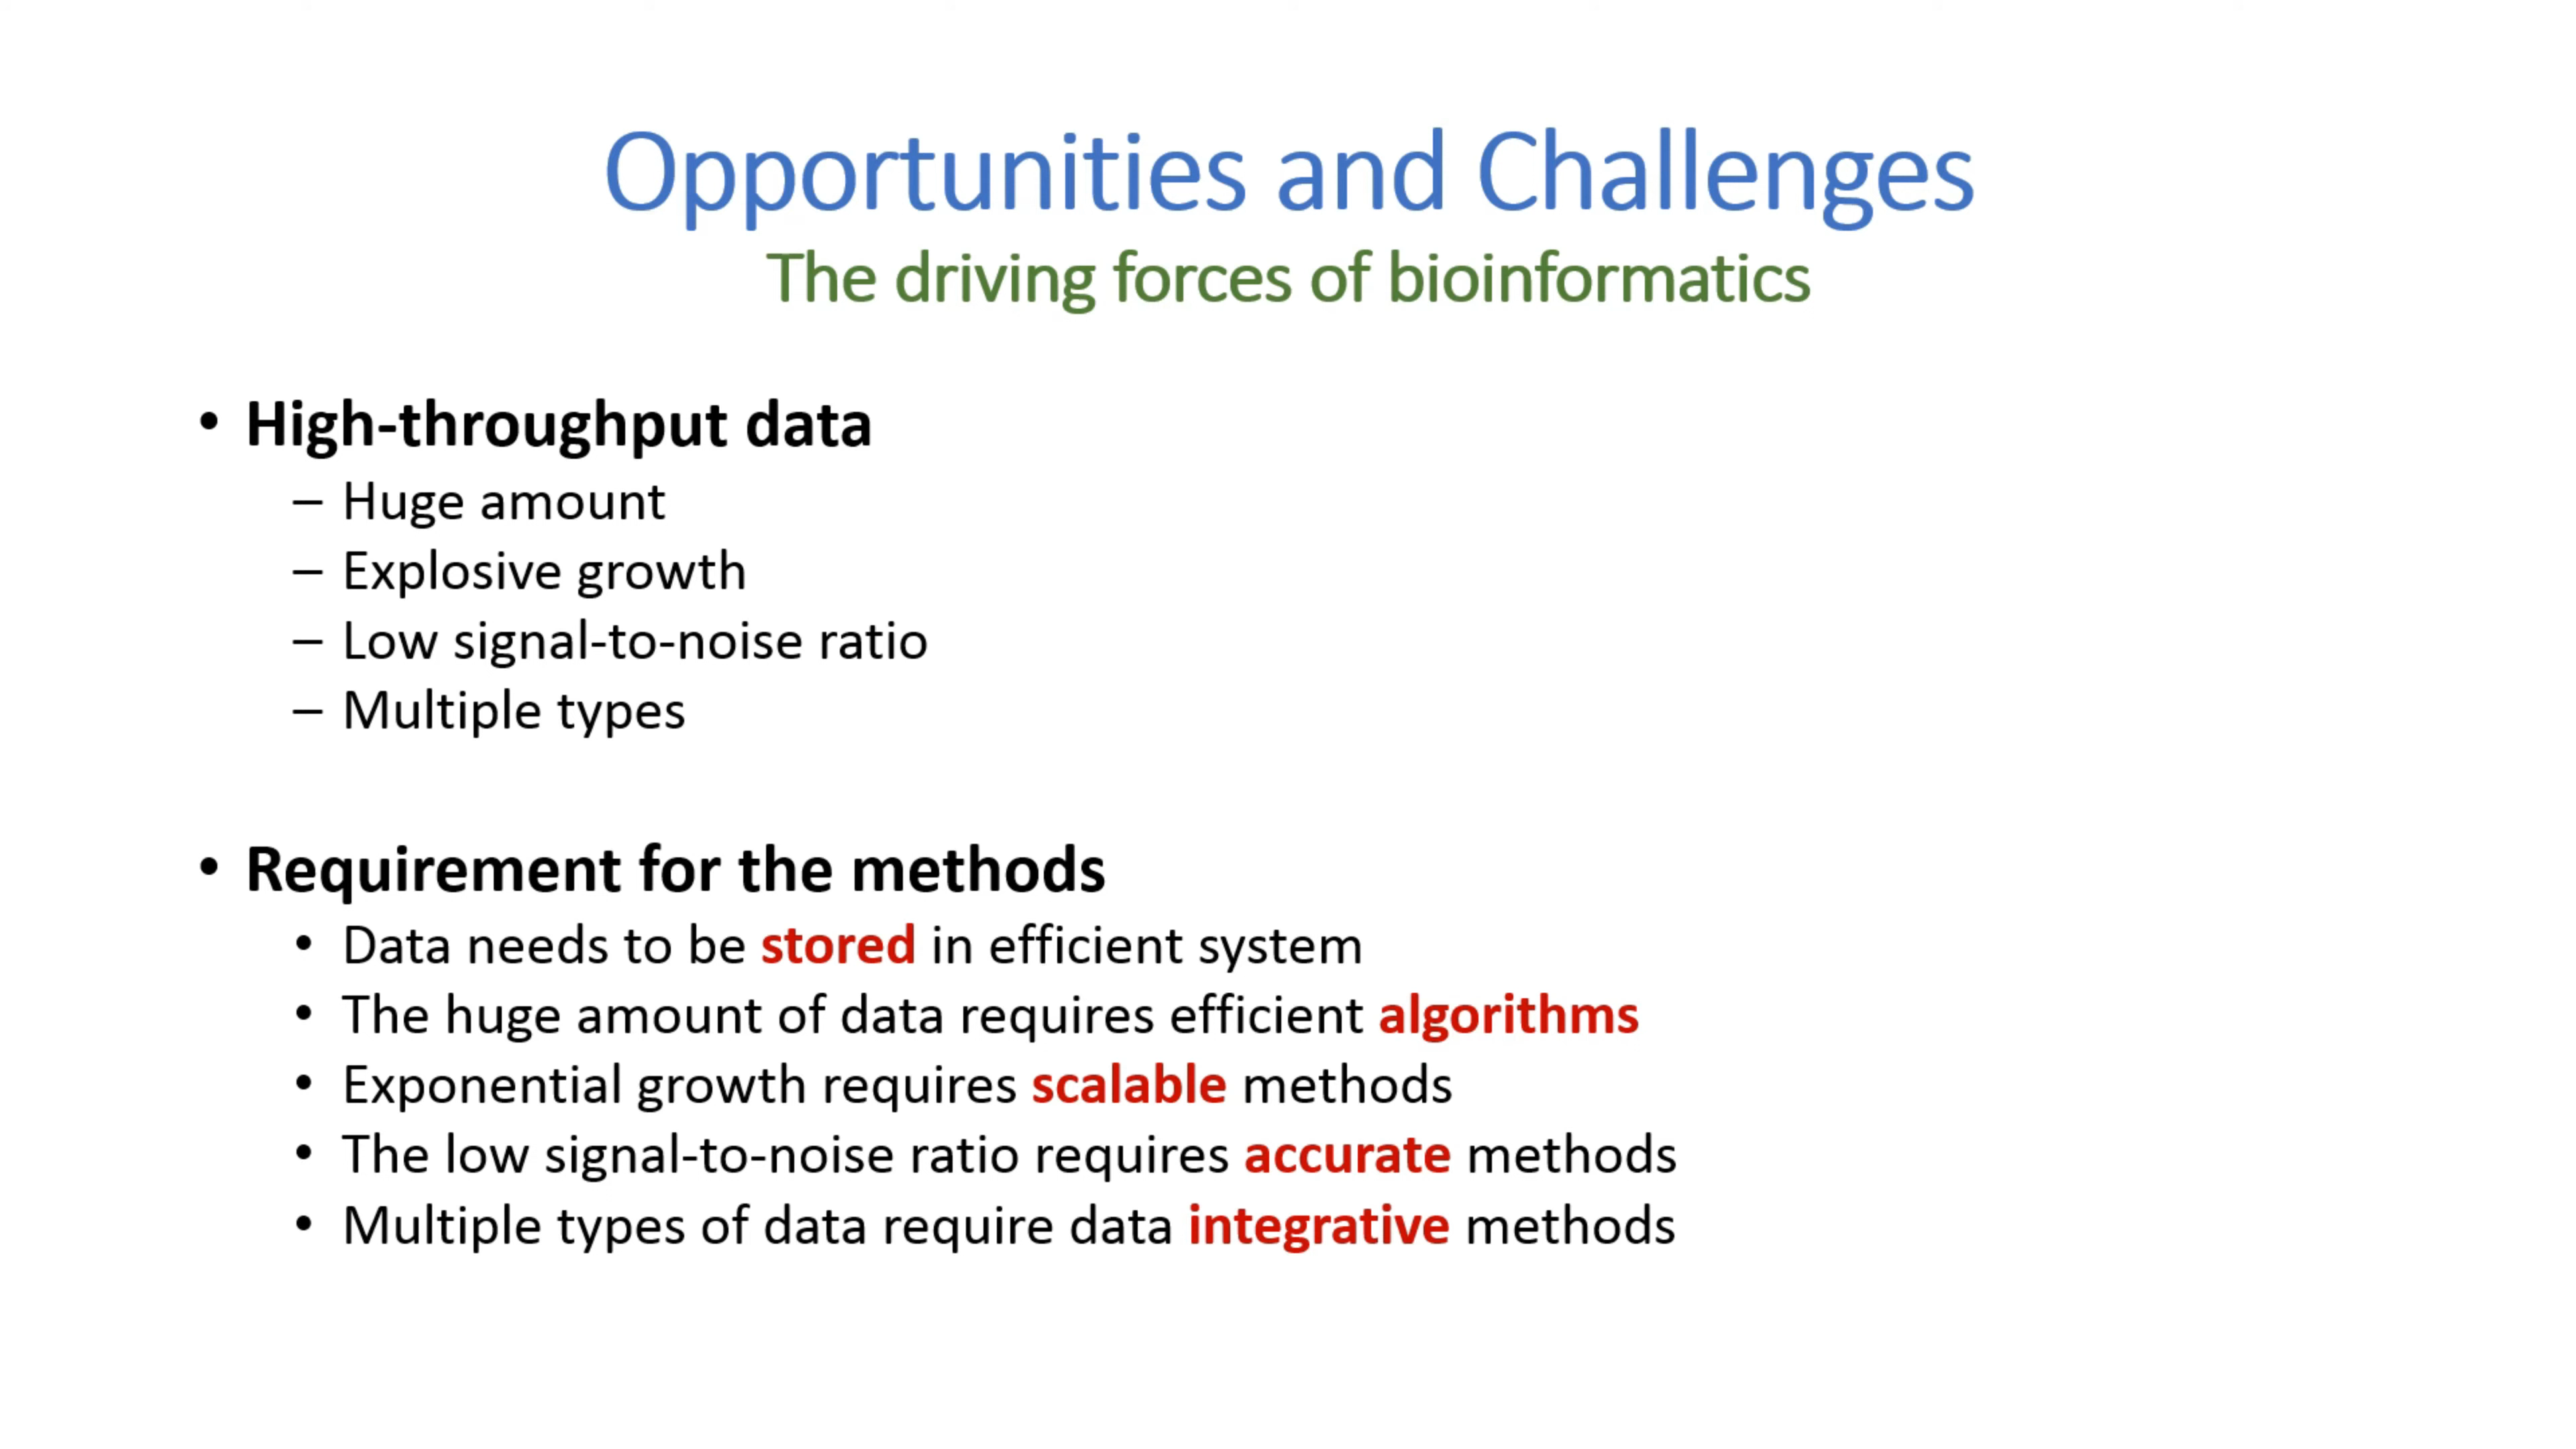 Opportunities and Challenges
The driving forces of bioinformatics
• High-throughput data
– Huge amount
– Explosive growth
– Low signal-to-noise ratio
– Multiple types
• Requirement for the methods
• Data needs to be stored in efficient system
• The huge amount of data requires efficient algorithms
• Exponential growth requires scalable methods
• The low signal-to-noise ratio requires accurate methods
• Multiple types of data require data integrative methods